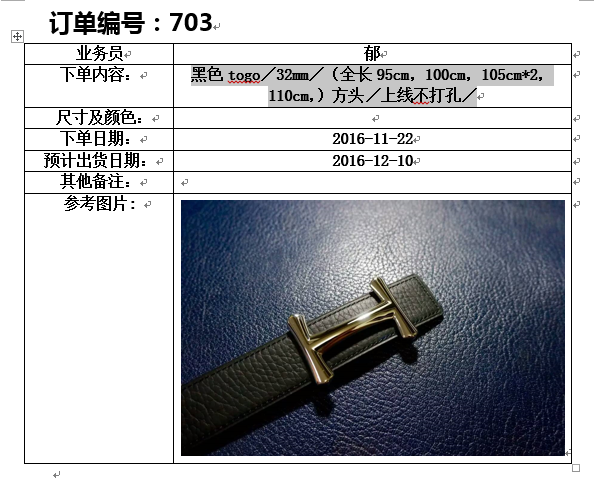 订单编号：703
业务员 郁
下单内容： 黑色 togo／32mm／（全长 95cm，100cm，105cm*2，
110cm,）方头／上线不打孔／
尺寸及颜色：
下单日期： 2016-11-22
预计出货日期： 2016-12-10
其他备注：
参考图片：